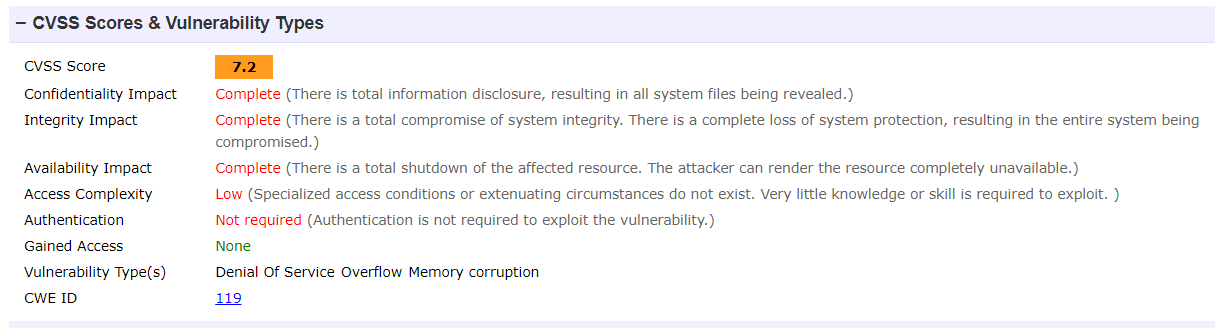 − CVSS Scores & Vulnerability Types
CVSS Score 7.2
Confidentiality Impact Complete (There is total information disclosure, resulting in all system files being revealed.)
Integrity Impact Complete (There is a total compromise of system integrity. There is a complete loss of system protection, resulting in the entire system being
compromised.)
Availability Impact Complete (There is a total shutdown of the affected resource. The attacker can render the resource completely unavailable.)
Access Complexity Low (Specialized access conditions or extenuating circumstances do not exist. Very little knowledge or skill is required to exploit. )
Authentication Not required (Authentication is not required to exploit the vulnerability.)
Gained Access None
Vulnerability Type(s) Denial Of Service Overflow Memory corruption
CWE ID 119